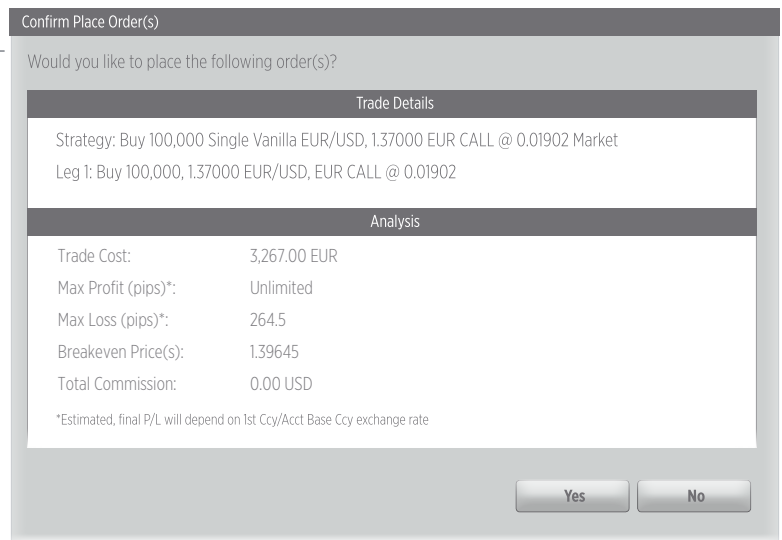 Confirm Place Order(s)
Would you like to place the following order(s)?
Trade Details
Strategy: Buy 100,000 Single Vanilla EUR/USD, 1.37000 EUR CALL @ 0.01902 Market
Leg 1: Buy 100,000, 1.37000 EUR/USD, EUR CALL @ 0.01902
Analysis
Trade Cost: 3,267.00 EUR
Max Profit (pips)*: Unlimited
Max Loss (pips)*: 264.5
Breakeven Price(s): 1.39645
Total Commission: 0.00 USD
*Estimated, final P/L will depend on 1st Ccy/Acct Base Ccy exchange rate
Yes No